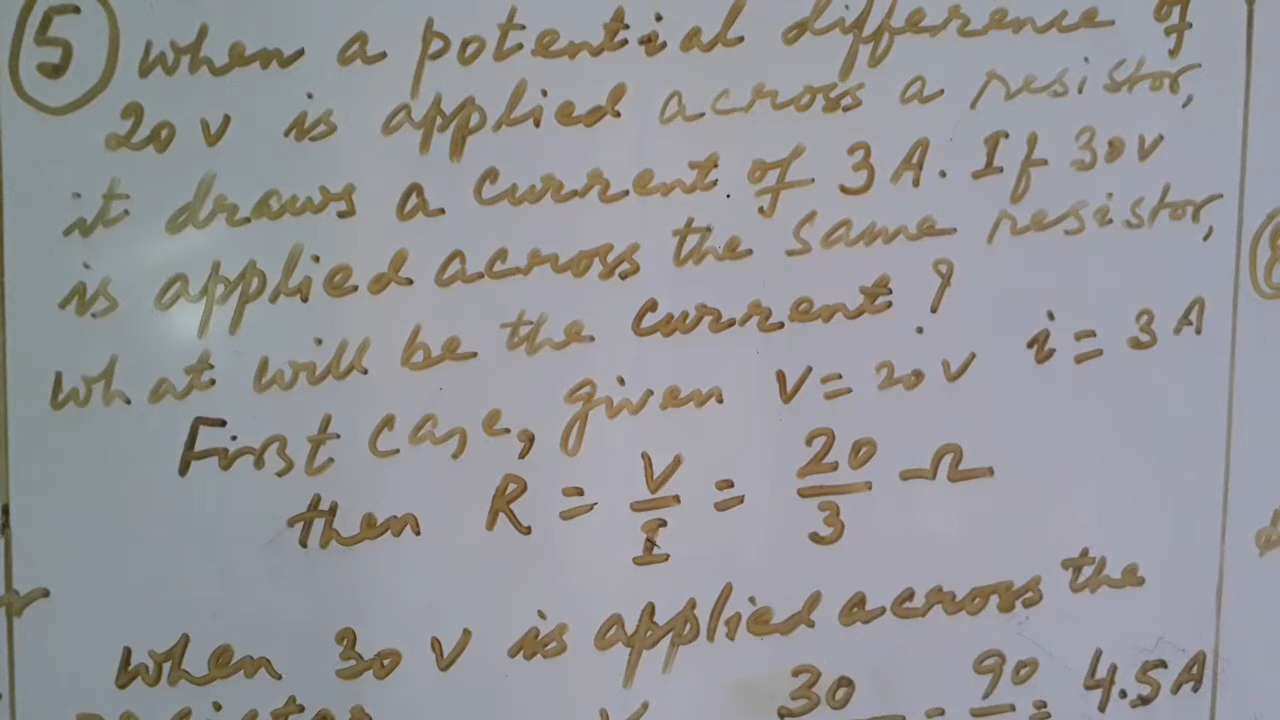 5 When a potential difference of
20 V is applied across a resistor,
it draws a current of 3 A. If 30V
is applied across the same resistor,
What will be the current?
First case, given V = 20 V i = 3 A
then R = V/I = 20/3 Ω
When 30 V is applied across the
30 = 90 = 4.5A